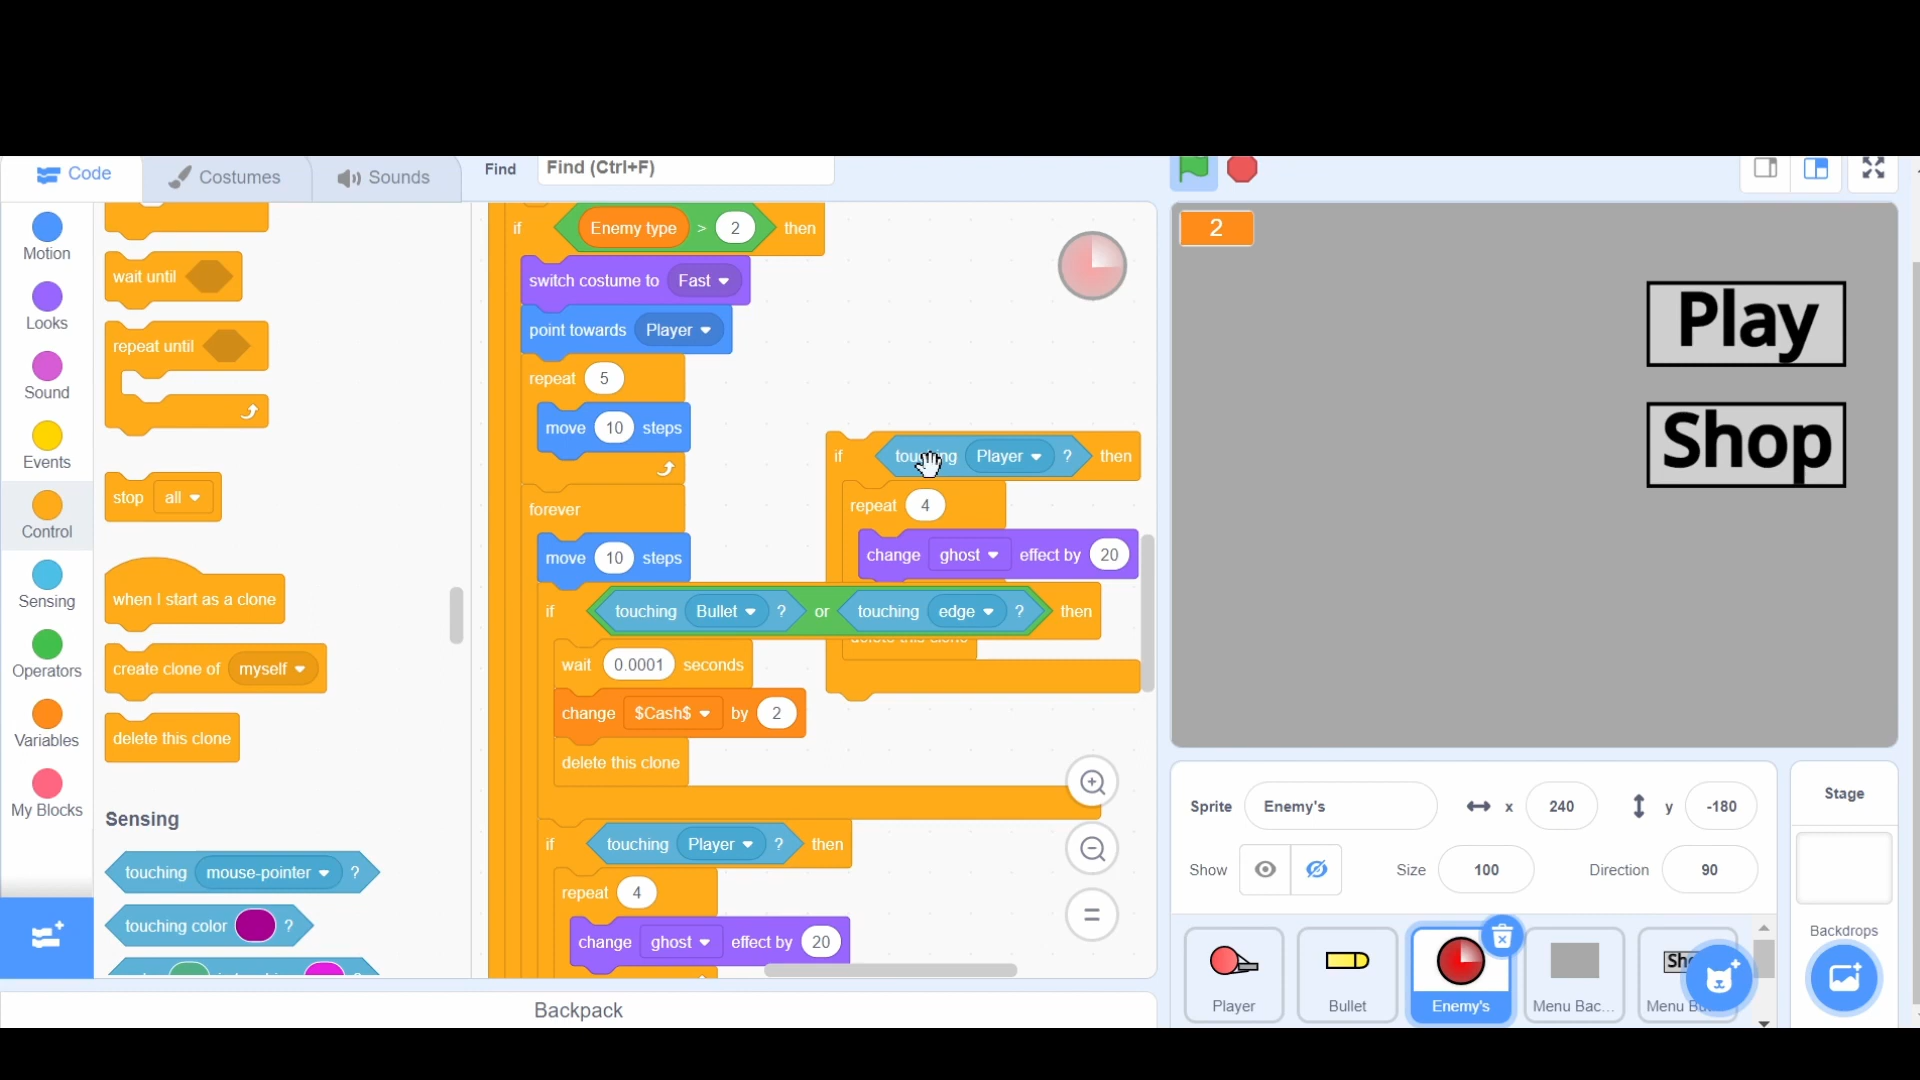 Code
Costumes
Sounds
Find
Find (Ctrl+F)
Motion
Looks
Sound
Events
Control
Sensing
Operators
Variables
My Blocks
wait until
repeat until
stop all
when I start as a clone
create clone of myself
delete this clone
Sensing
touching mouse-pointer ?
touching color ?
if Enemy type > 2 then
switch costume to Fast
point towards Player
repeat 5
move 10 steps
forever
move 10 steps
if touching Bullet ? or touching edge ? then
wait 0.0001 seconds
change $Cash$ by 2
delete this clone
if touching Player ? then
repeat 4
change ghost effect by 20
if touching Player ? then
repeat 4
change ghost effect by 20
delete this clone
Backpack
2
Play
Shop
Sprite Enemy's x 240 y -180
Show Size 100 Direction 90
Player
Bullet
Enemy's
Menu Bac...
Menu
Stage
Backdrops